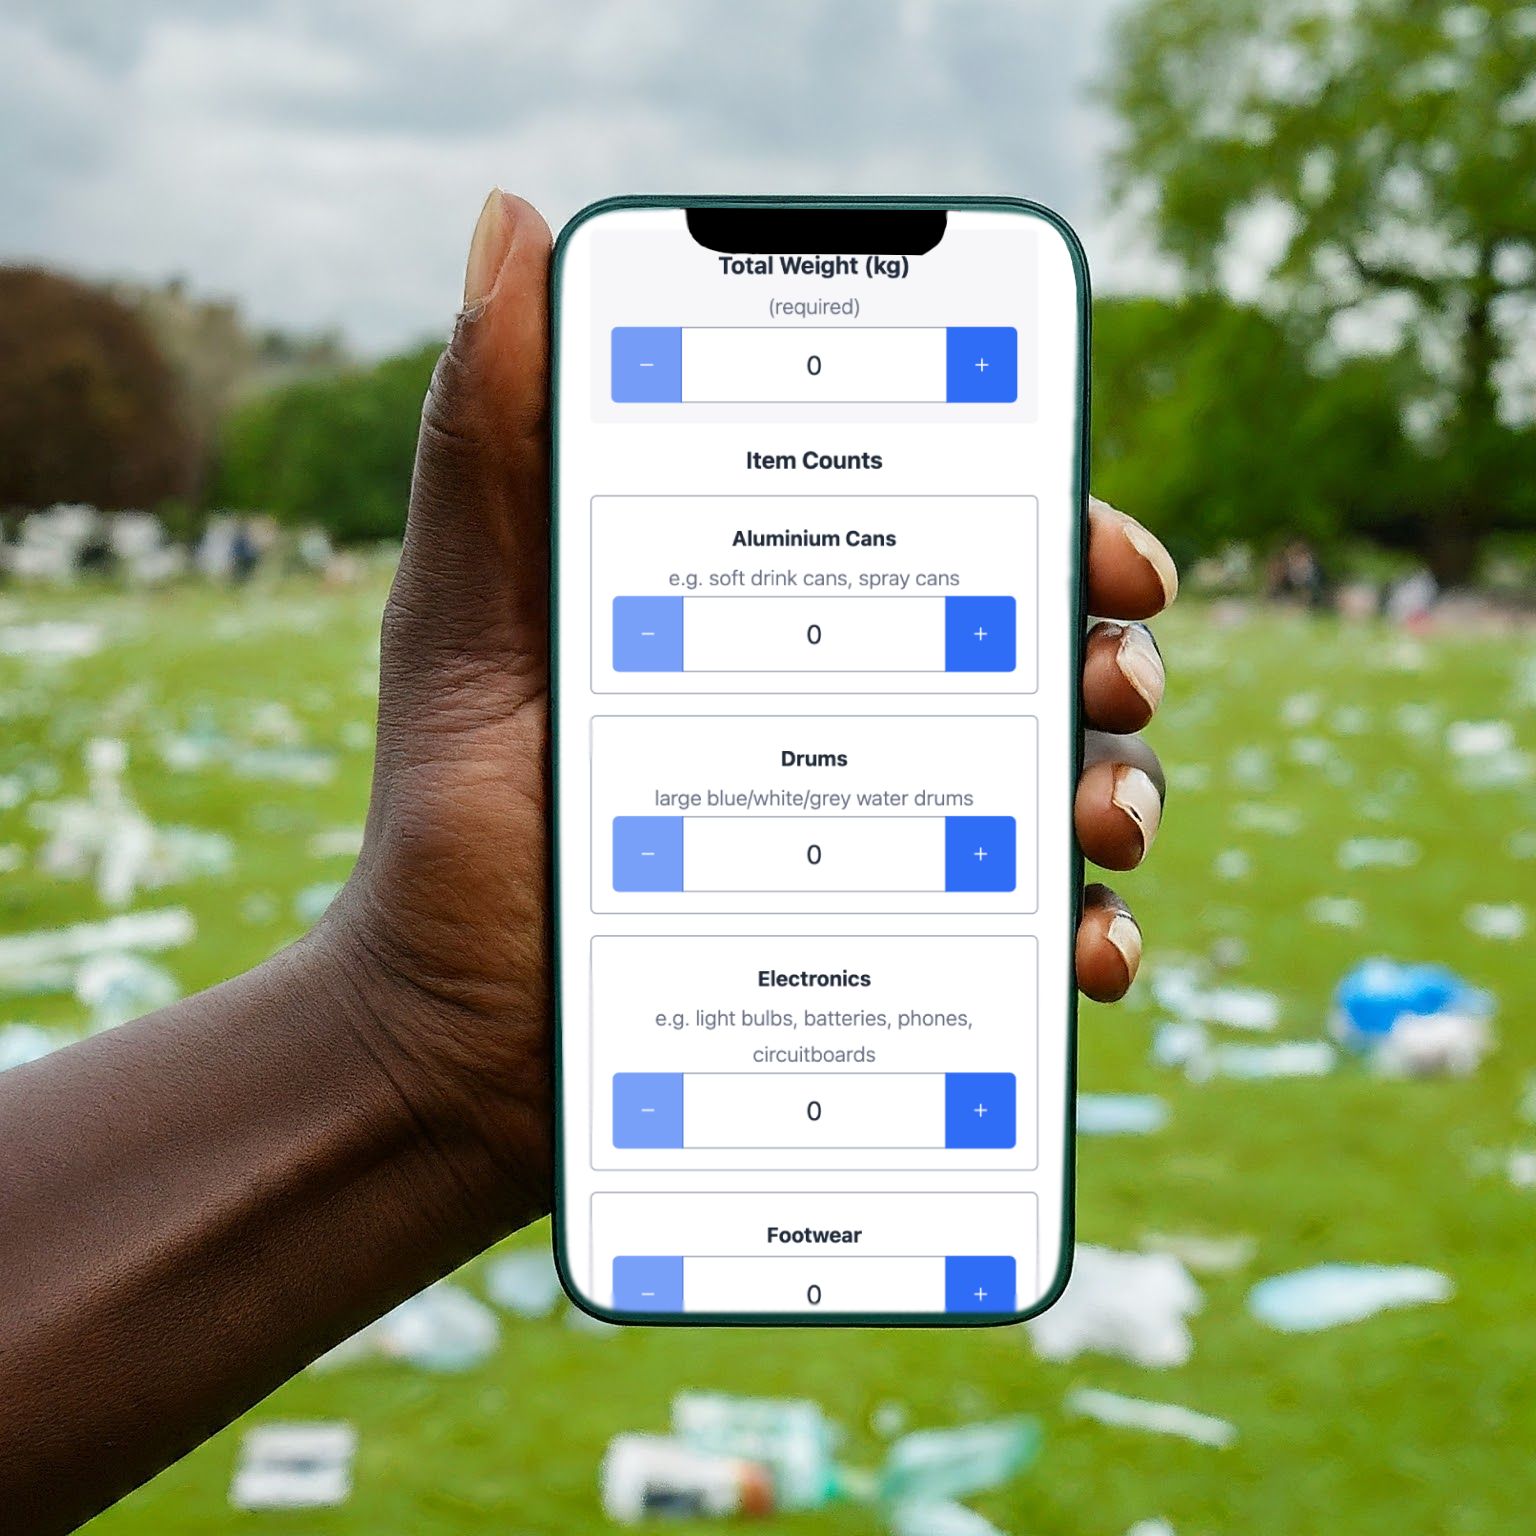 Total Weight (kg)
(required)
− 0 +
Item Counts
Aluminium Cans
e.g. soft drink cans, spray cans
− 0 +
Drums
large blue/white/grey water drums
− 0 +
Electronics
e.g. light bulbs, batteries, phones,
circuitboards
− 0 +
Footwear
− 0 +